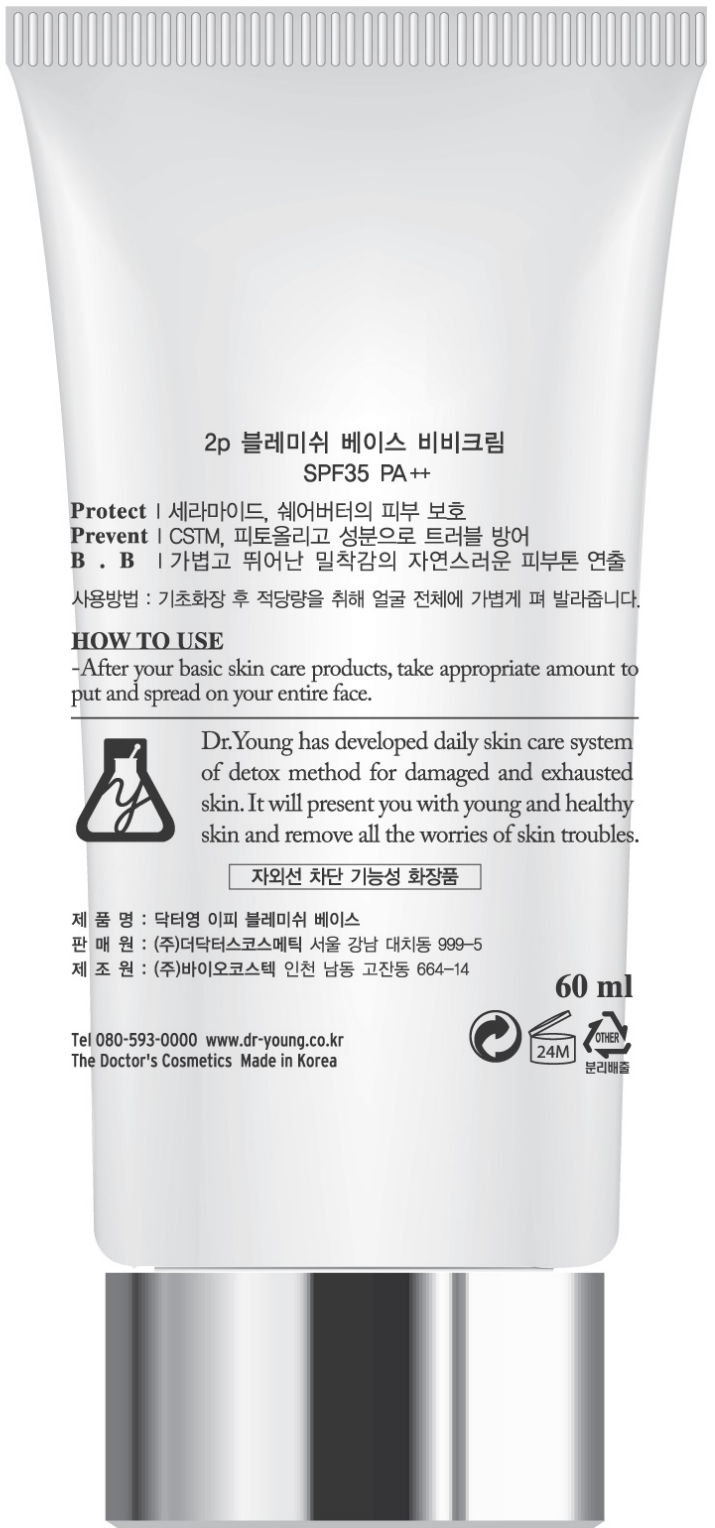 2p 블레미쉬 베이스 비비크림
SPF35 PA++
Protect | 세라마이드, 쉐어버터의 피부 보호
Prevent | CSTM, 피토올리고 성분으로 트러블 방어
B . B | 가볍고 뛰어난 밀착감의 자연스러운 피부톤 연출
사용방법 : 기초화장 후 적당량을 취해 얼굴 전체에 가볍게 펴 발라줍니다.
HOW TO USE
-After your basic skin care products, take appropriate amount to
put and spread on your entire face.
Dr.Young has developed daily skin care system
of detox method for damaged and exhausted
skin. It will present you with young and healthy
skin and remove all the worries of skin troubles.
자외선 차단 기능성 화장품
제 품 명 : 닥터영 이피 블레미쉬 베이스
판 매 원 : (주)더닥터스코스메틱 서울 강남 대치동 999-5
제 조 원 : (주)바이오코스텍 인천 남동 고잔동 664-14
60 ml
Tel 080-593-0000 www.dr-young.co.kr
The Doctor's Cosmetics Made in Korea
24M
OTHER
분리배출